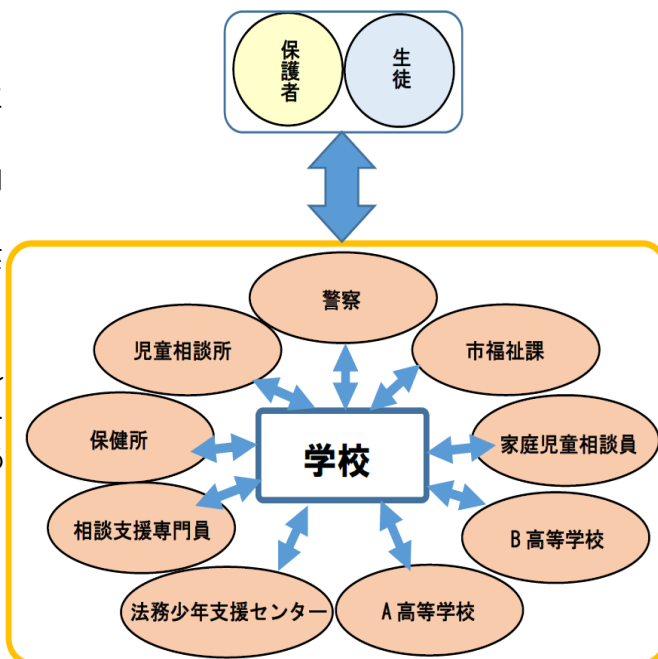 保護者
生徒
警察
児童相談所
市福祉課
保健所
学校
家庭児童相談員
相談支援専門員
B 高等学校
法務少年支援センター
A 高等学校